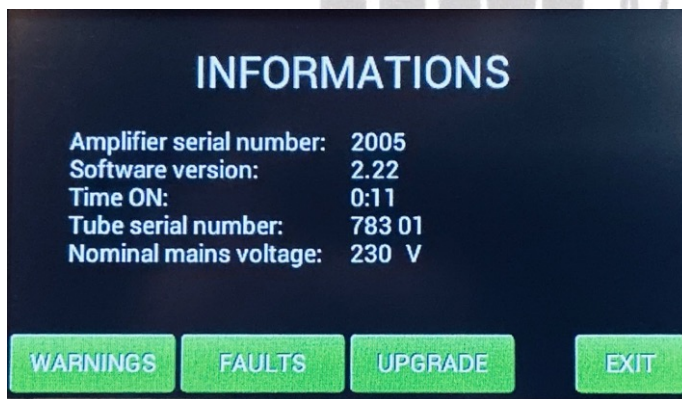 INFORMATIONS
Amplifier serial number: 2005
Software version: 2.22
Time ON: 0:11
Tube serial number: 783 01
Nominal mains voltage: 230 V
WARNINGS FAULTS UPGRADE EXIT